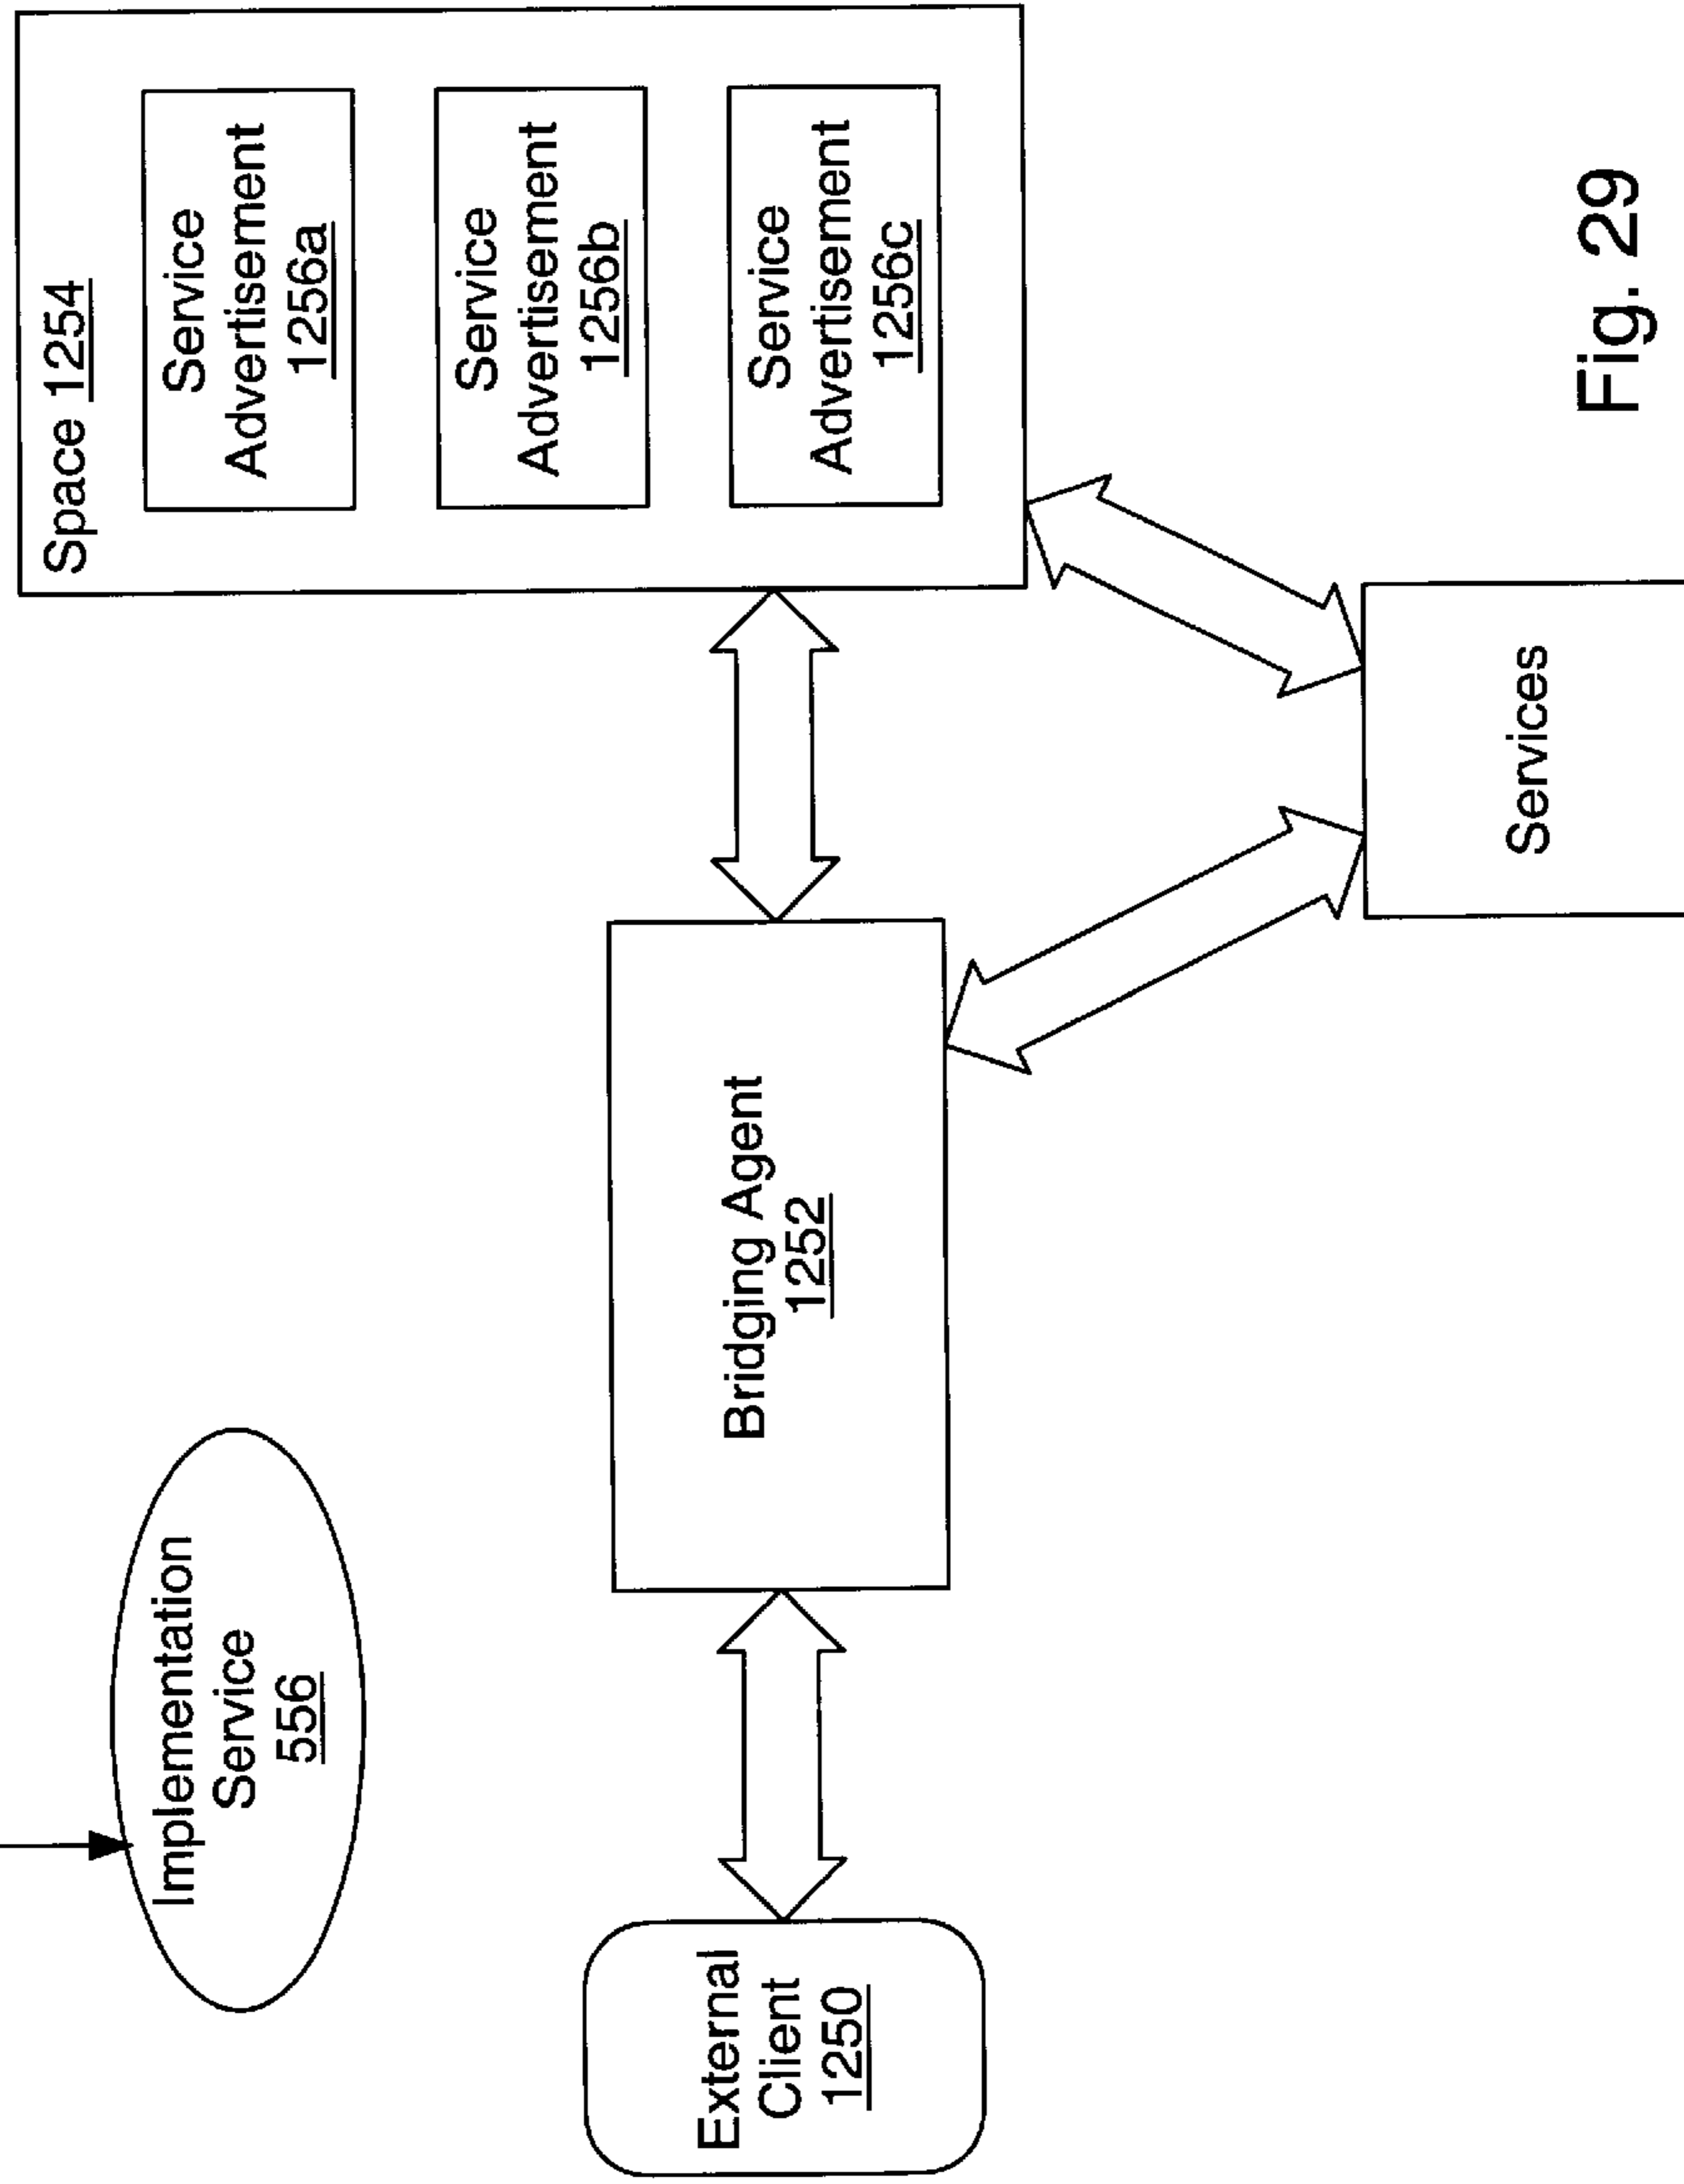 Implementation
Service
556
External
Client
1250
Bridging Agent
1252
Space 1254
Service
Advertisement
1256a
Service
Advertisement
1256b
Service
Advertisement
1256c
Services
Fig. 29